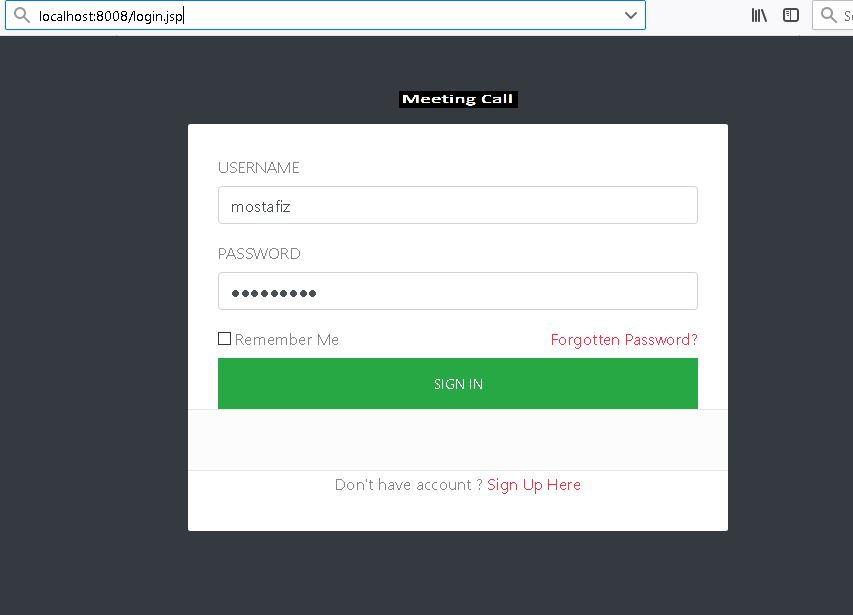 localhost:8008/login.jsp
Meeting Call
USERNAME
mostafiz
PASSWORD
●●●●●●●●●
Remember Me Forgotten Password?
SIGN IN
Don't have account ? Sign Up Here